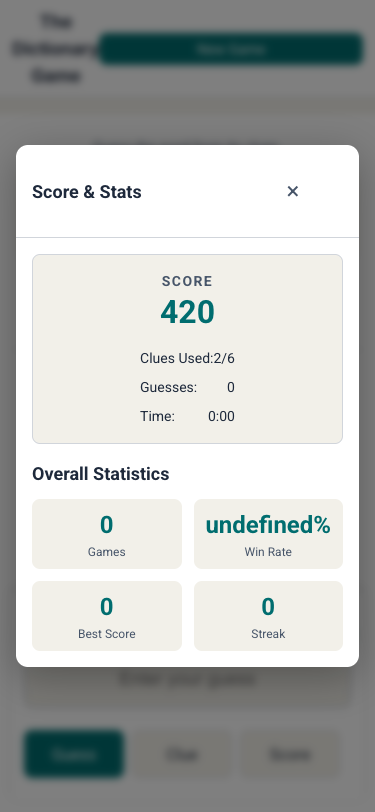 The
Dictionary
Game
New Game
Score & Stats
×
SCORE
420
Clues Used:2/6
Guesses: 0
Time: 0:00
Overall Statistics
0
Games
undefined%
Win Rate
0
Best Score
0
Streak
Enter your guess
Guess
Clue
Score